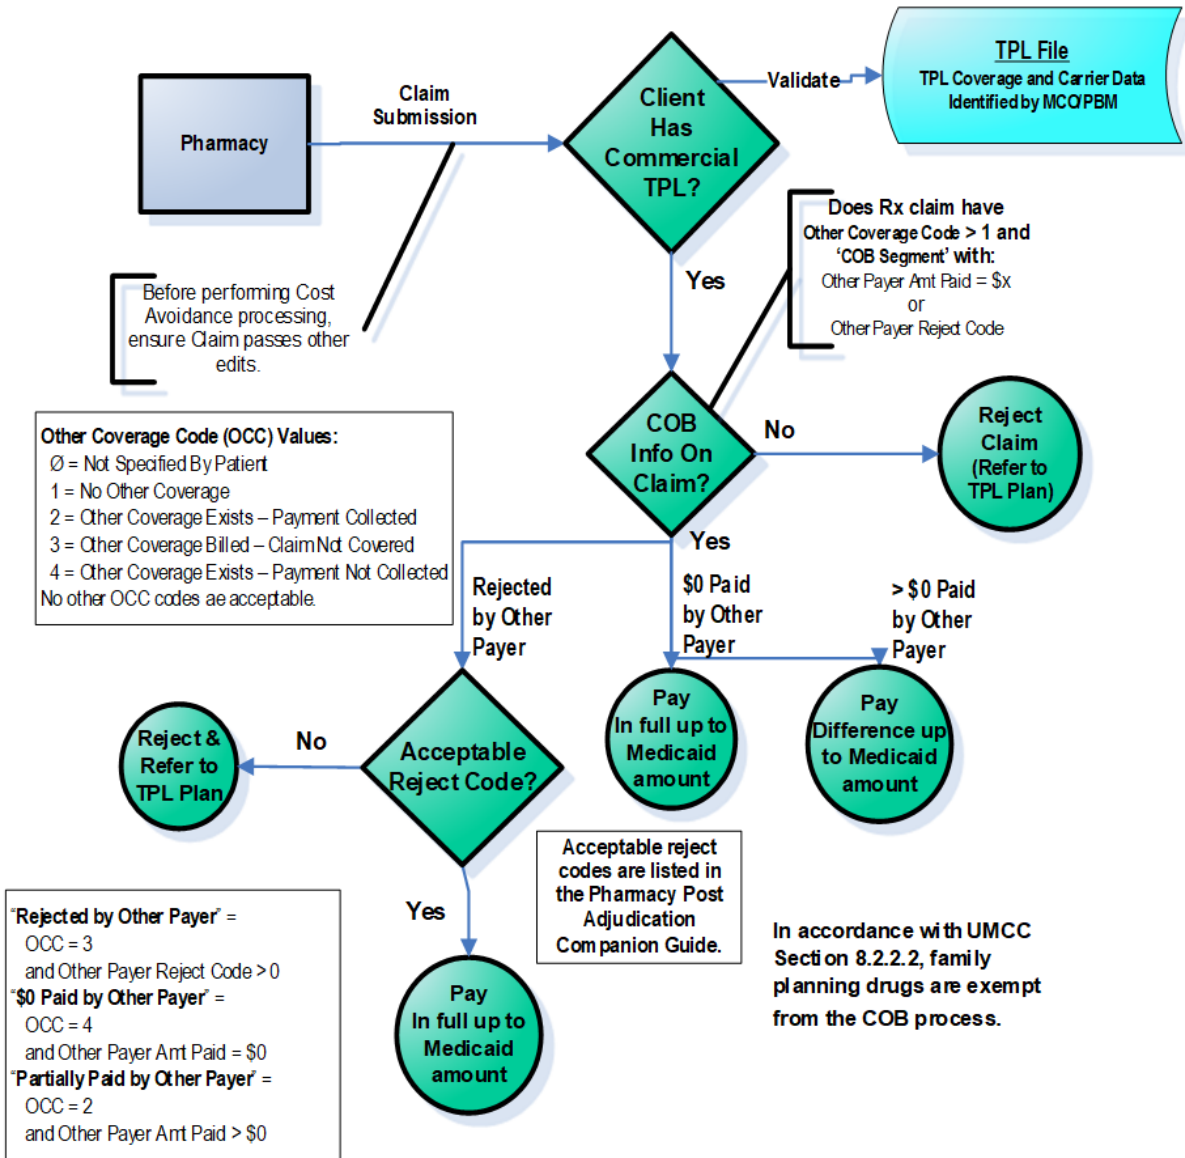 TPL File
TPL Coverage and Carrier Data
Identified by MCO/PBM
Validate
Client
Has
Commercial
TPL?
Claim
Submission
Pharmacy
Before performing Cost
Avoidance processing,
ensure Claim passes other
edits.
Does Rx claim have
Other Coverage Code > 1 and
‘COB Segment’ with:
Other Payer Amt Paid = $x
or
Other Payer Reject Code
Yes
COB
Info On
Claim?
No
Reject
Claim
(Refer to
TPL Plan)
Other Coverage Code (OCC) Values:
Ø = Not Specified By Patient
1 = No Other Coverage
2 = Other Coverage Exists – Payment Collected
3 = Other Coverage Billed – Claim Not Covered
4 = Other Coverage Exists – Payment Not Collected
No other OCC codes ae acceptable.
Yes
Rejected
by Other
Payer
$0 Paid
by Other
Payer
> $0 Paid
by Other
Payer
Pay
In full up to
Medicaid
amount
Pay
Difference up
to Medicaid
amount
Acceptable
Reject Code?
No
Reject &
Refer to
TPL Plan
Yes
Acceptable reject
codes are listed in
the Pharmacy Post
Adjudication
Companion Guide.
Pay
In full up to
Medicaid
amount
"Rejected by Other Payer" =
OCC = 3
and Other Payer Reject Code > 0
"$0 Paid by Other Payer" =
OCC = 4
and Other Payer Amt Paid = $0
"Partially Paid by Other Payer" =
OCC = 2
and Other Payer Amt Paid > $0
In accordance with UMCC
Section 8.2.2.2, family
planning drugs are exempt
from the COB process.